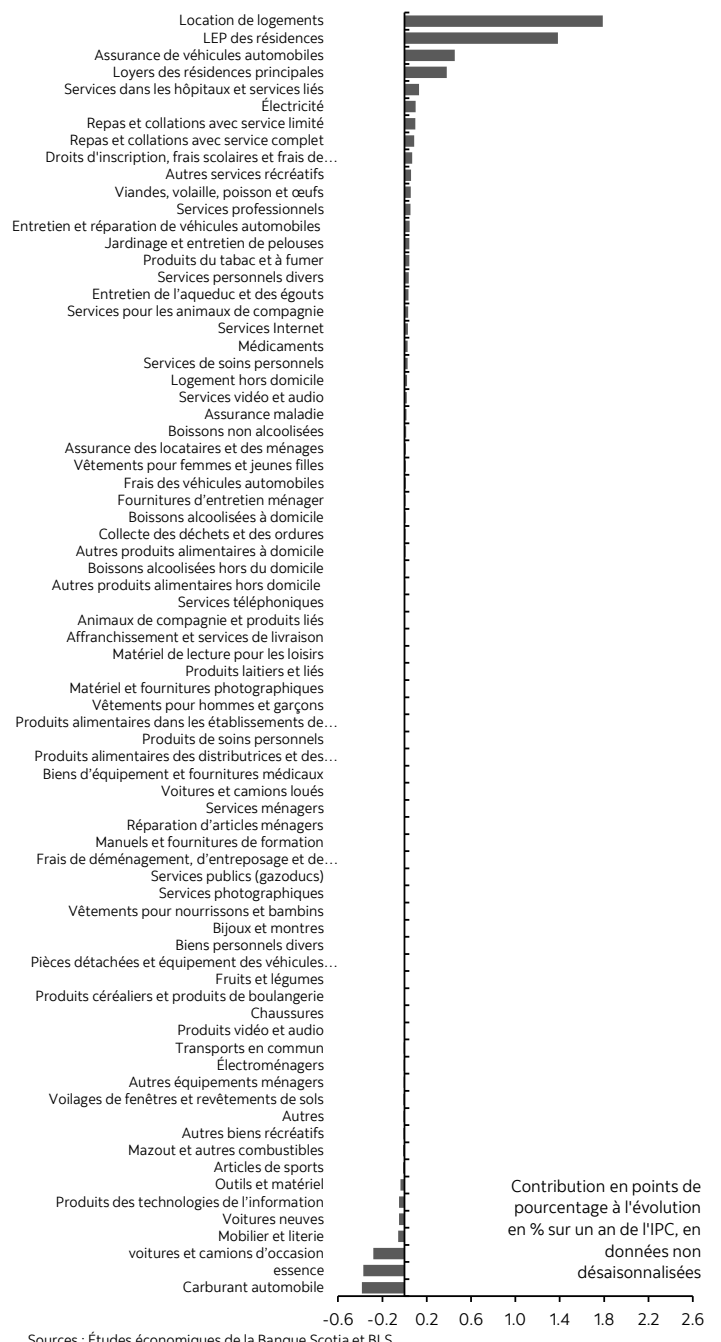 Location de logements
LEP des résidences
Assurance de véhicules automobiles
Loyers des résidences principales
Services dans les hôpitaux et services liés
Électricité
Repas et collations avec service limité
Repas et collations avec service complet
Droits d'inscription, frais scolaires et frais de…
Autres services récréatifs
Viandes, volaille, poisson et œufs
Services professionnels
Entretien et réparation de véhicules automobiles
Jardinage et entretien de pelouses
Produits du tabac et à fumer
Services personnels divers
Entretien de l'aqueduc et des égouts
Services pour les animaux de compagnie
Services Internet
Médicaments
Services de soins personnels
Logement hors domicile
Services vidéo et audio
Assurance maladie
Boissons non alcoolisées
Assurance des locataires et des ménages
Vêtements pour femmes et jeunes filles
Frais des véhicules automobiles
Fournitures d'entretien ménager
Boissons alcoolisées à domicile
Collecte des déchets et des ordures
Autres produits alimentaires à domicile
Boissons alcoolisées hors du domicile
Autres produits alimentaires hors domicile
Services téléphoniques
Animaux de compagnie et produits liés
Affranchissement et services de livraison
Matériel de lecture pour les loisirs
Produits laitiers et liés
Matériel et fournitures photographiques
Vêtements pour hommes et garçons
Produits alimentaires dans les établissements de…
Produits de soins personnels
Produits alimentaires des distributrices et des…
Biens d'équipement et fournitures médicaux
Voitures et camions loués
Services ménagers
Réparation d'articles ménagers
Manuels et fournitures de formation
Frais de déménagement, d'entreposage et de…
Services publics (gazoducs)
Services photographiques
Vêtements pour nourrissons et bambins
Bijoux et montres
Biens personnels divers
Pièces détachées et équipement des véhicules…
Fruits et légumes
Produits céréaliers et produits de boulangerie
Chaussures
Produits vidéo et audio
Transports en commun
Électroménagers
Autres équipements ménagers
Voilages de fenêtres et revêtements de sols
Autres
Autres biens récréatifs
Mazout et autres combustibles
Articles de sports
Outils et matériel
Produits des technologies de l'information
Voitures neuves
Mobilier et literie
voitures et camions d'occasion
essence
Carburant automobile
Contribution en points de
pourcentage à l'évolution
en % sur un an de l'IPC, en
données non
désaisonnalisées
-0.6 -0.2 0.2 0.6 1.0 1.4 1.8 2.2 2.6
Sources : Études économiques de la Banque Scotia et BLS